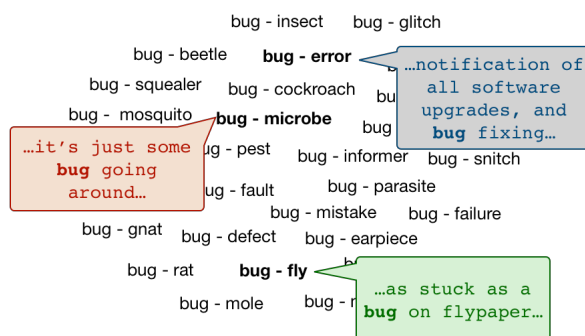 bug - insect bug - glitch
bug - beetle bug - error
…notification of
all software
upgrades, and
bug fixing…
bug - squealer bug - cockroach
bug - mosquito bug - microbe
bug
…it's just some
bug going
around…
bug - pest bug - informer bug - snitch
bug - fault bug - parasite
bug - mistake bug - failure
bug - gnat bug - defect bug - earpiece
bug - rat bug - fly
…as stuck as a
bug on flypaper…
bug - mole bug -